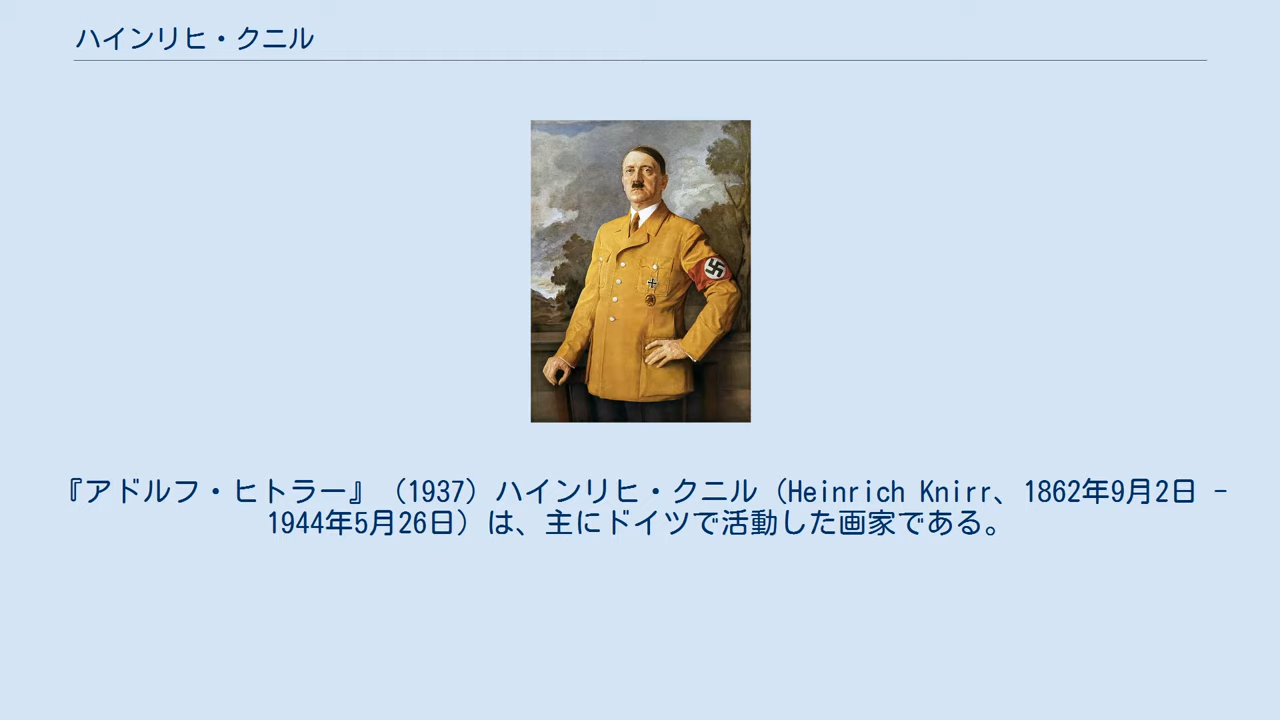 ハインリヒ・クニル
『アドルフ・ヒトラー』（1937）ハインリヒ・クニル（Heinrich Knirr、1862年9月2日 –
1944年5月26日）は、主にドイツで活動した画家である。